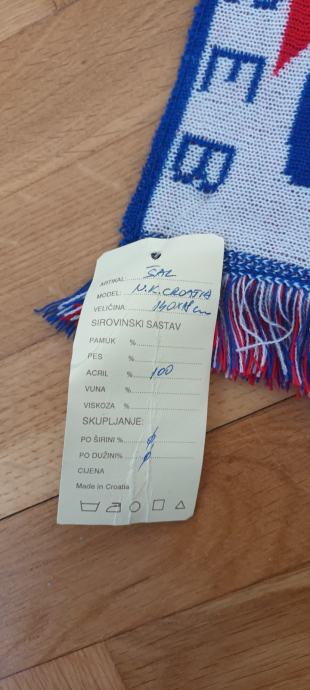 E
B
ARTIKAL: ŠAL
MODEL: N.K. CROATIA
VELIČINA 140X18 cm
SIROVINSKI SASTAV
PAMUK %
PES %
ACRIL % 100
VUNA %
VISKOZA %
SKUPLJANJE:
PO ŠIRINI % ø
PO DUŽINI% ø
CIJENA
Made in Croatia